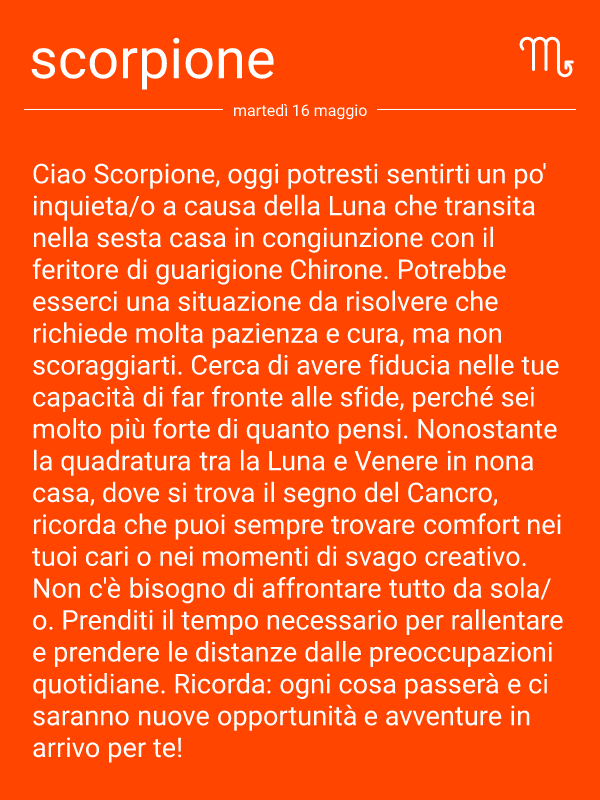 scorpione
martedì 16 maggio
Ciao Scorpione, oggi potresti sentirti un po'
inquieta/o a causa della Luna che transita
nella sesta casa in congiunzione con il
feritore di guarigione Chirone. Potrebbe
esserci una situazione da risolvere che
richiede molta pazienza e cura, ma non
scoraggiarti. Cerca di avere fiducia nelle tue
capacità di far fronte alle sfide, perché sei
molto più forte di quanto pensi. Nonostante
la quadratura tra la Luna e Venere in nona
casa, dove si trova il segno del Cancro,
ricorda che puoi sempre trovare comfort nei
tuoi cari o nei momenti di svago creativo.
Non c'è bisogno di affrontare tutto da sola/
o. Prenditi il tempo necessario per rallentare
e prendere le distanze dalle preoccupazioni
quotidiane. Ricorda: ogni cosa passerà e ci
saranno nuove opportunità e avventure in
arrivo per te!